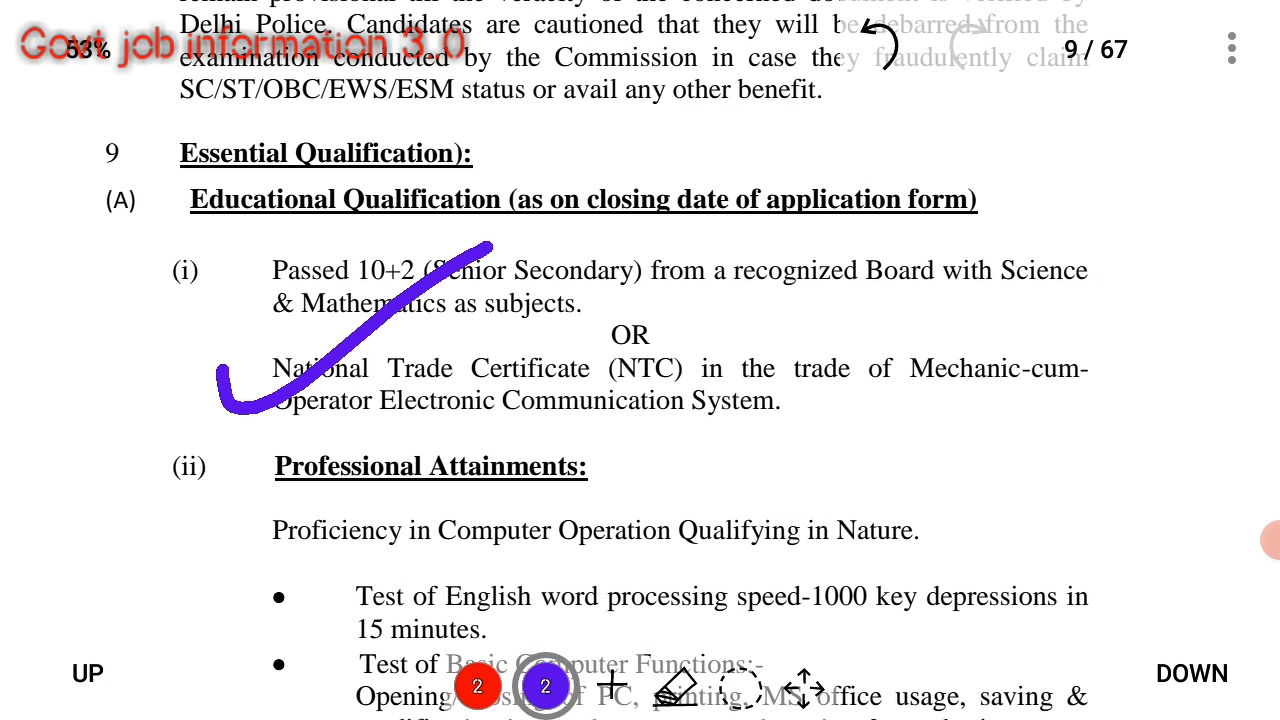 Delhi Police. Candidates are cautioned that they will be debarred from the
Govt job information 3.0
53%
9 / 67
examination conducted by the Commission in case they fraudulently claim
SC/ST/OBC/EWS/ESM status or avail any other benefit.
9 Essential Qualification):
(A) Educational Qualification (as on closing date of application form)
(i) Passed 10+2 (Senior Secondary) from a recognized Board with Science
& Mathematics as subjects.
OR
National Trade Certificate (NTC) in the trade of Mechanic-cum-
Operator Electronic Communication System.
(ii) Professional Attainments:
Proficiency in Computer Operation Qualifying in Nature.
• Test of English word processing speed-1000 key depressions in
15 minutes.
• Test of Basic Computer Functions:-
UP
2
2
DOWN
Opening/closing of PC, printing, MS office usage, saving &